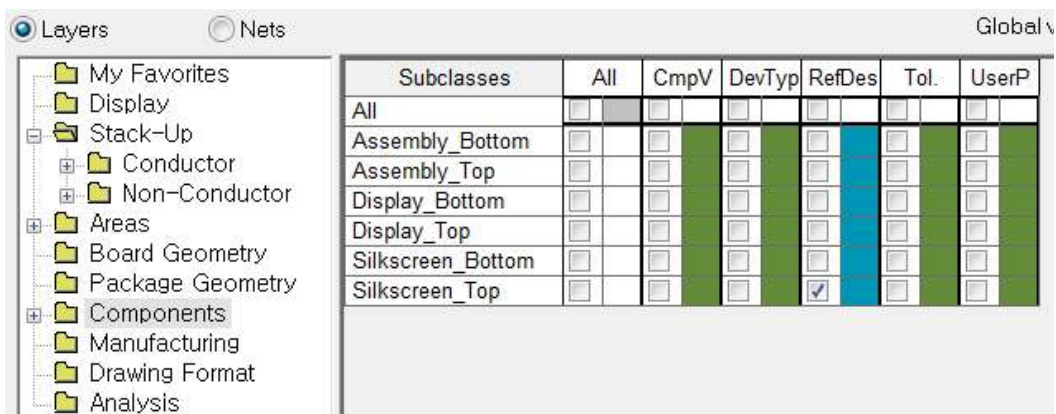 Layers Nets Global
My Favorites
Display
Stack-Up
Conductor
Non-Conductor
Areas
Board Geometry
Package Geometry
Components
Manufacturing
Drawing Format
Analysis
Subclasses All CmpV DevTyp RefDes Tol. UserP
All
Assembly_Bottom
Assembly_Top
Display_Bottom
Display_Top
Silkscreen_Bottom
Silkscreen_Top